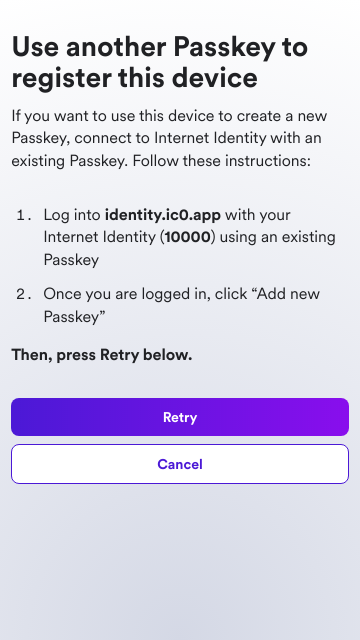 Use another Passkey to
register this device
If you want to use this device to create a new
Passkey, connect to Internet Identity with an
existing Passkey. Follow these instructions:
1. Log into identity.ic0.app with your
Internet Identity (10000) using an existing
Passkey
2. Once you are logged in, click “Add new
Passkey”
Then, press Retry below.
Retry
Cancel